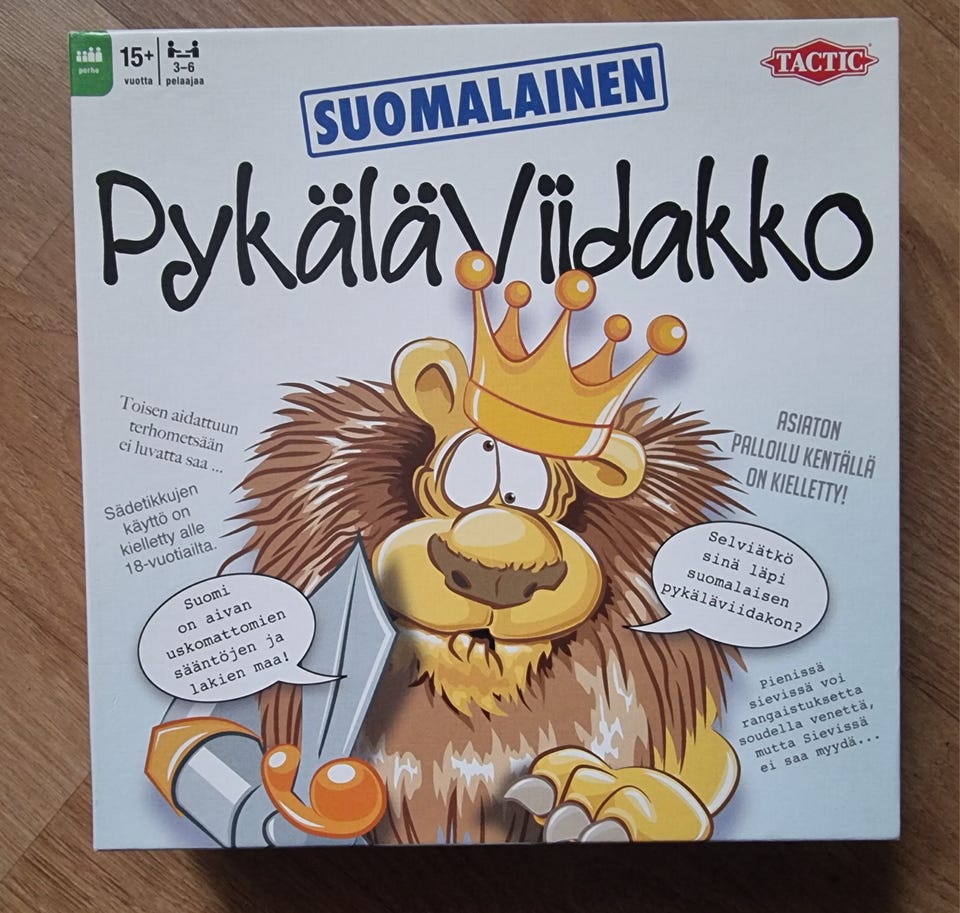 perhe
15+
vuotta
3–6
pelaajaa
TACTIC
SUOMALAINEN
PykäläViidakko
Toisen aidattuun
terhometsään
ei luvatta saa ...
Sädetikkujen
käyttö on
kielletty alle
18-vuotiailta.
Suomi
on aivan
uskomattomien
sääntöjen ja
lakien maa!
ASIATON
PALLOILU KENTÄLLÄ
ON KIELLETTY!
Selviätkö
sinä läpi
suomalaisen
pykäläviidakon?
Pienissä
sievissä voi
rangaistuksetta
soudella venettä,
mutta Sievissä
ei saa myydä...